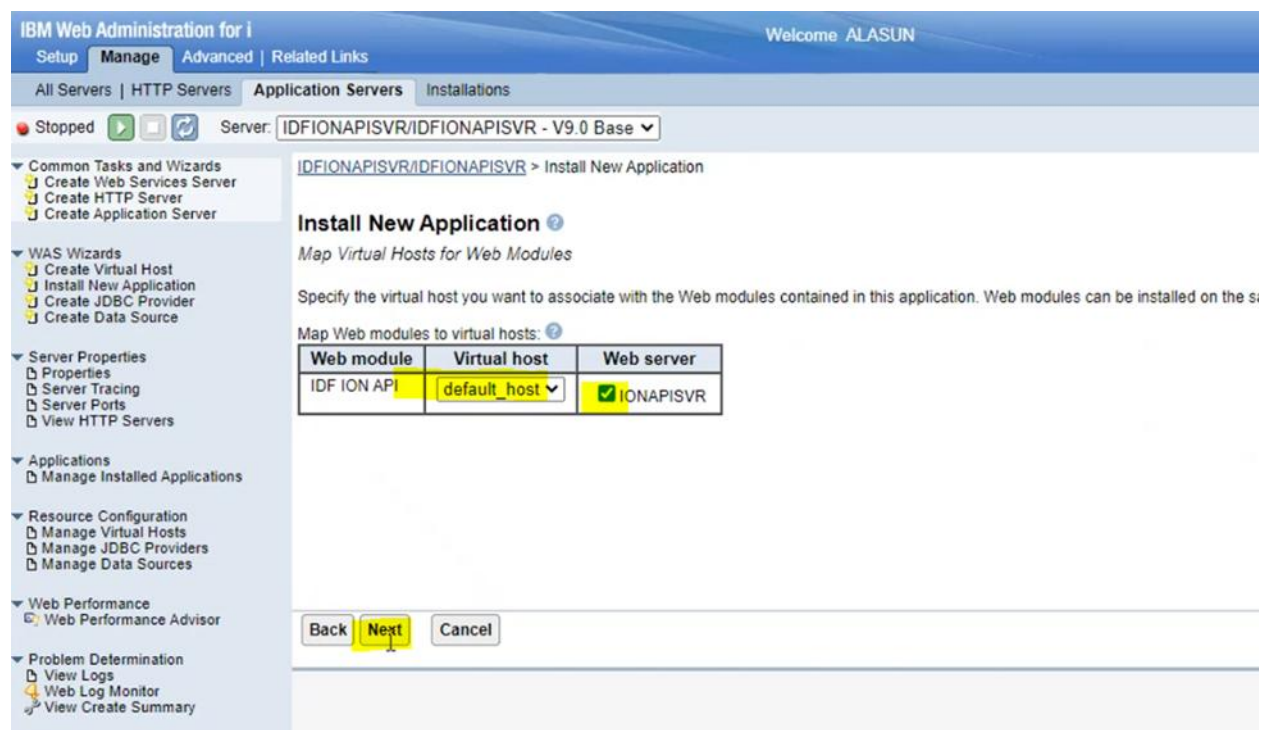 IBM Web Administration for i
Welcome ALASUN
Setup Manage Advanced | Related Links
All Servers | HTTP Servers Application Servers Installations
Stopped Server: IDFIONAPISVR/IDFIONAPISVR - V9.0 Base
Common Tasks and Wizards
Create Web Services Server
Create HTTP Server
Create Application Server
WAS Wizards
Create Virtual Host
Install New Application
Create JDBC Provider
Create Data Source
Server Properties
Properties
Server Tracing
Server Ports
View HTTP Servers
Applications
Manage Installed Applications
Resource Configuration
Manage Virtual Hosts
Manage JDBC Providers
Manage Data Sources
Web Performance
Web Performance Advisor
Problem Determination
View Logs
Web Log Monitor
View Create Summary
IDFIONAPISVR/IDFIONAPISVR > Install New Application
Install New Application
Map Virtual Hosts for Web Modules
Specify the virtual host you want to associate with the Web modules contained in this application. Web modules can be installed on the sa
Map Web modules to virtual hosts:
Web module Virtual host Web server
IDF ION API default_host IONAPISVR
Back Next Cancel